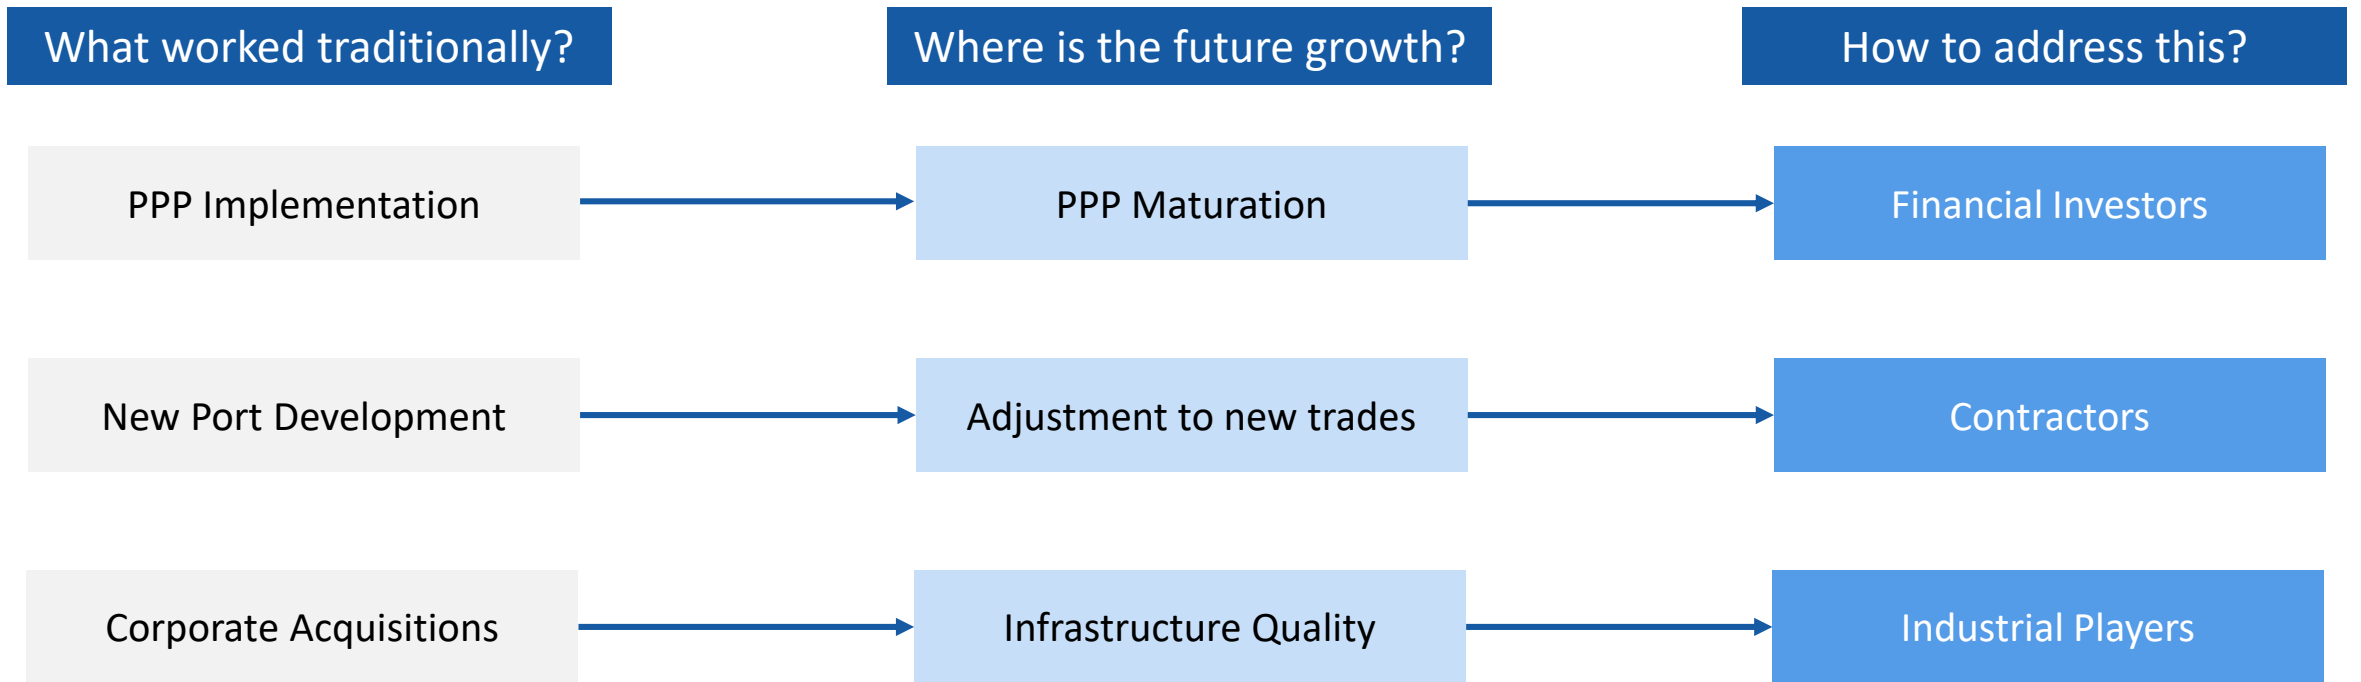 What worked traditionally?
Where is the future growth?
How to address this?
PPP Implementation
PPP Maturation
Financial Investors
New Port Development
Adjustment to new trades
Contractors
Corporate Acquisitions
Infrastructure Quality
Industrial Players